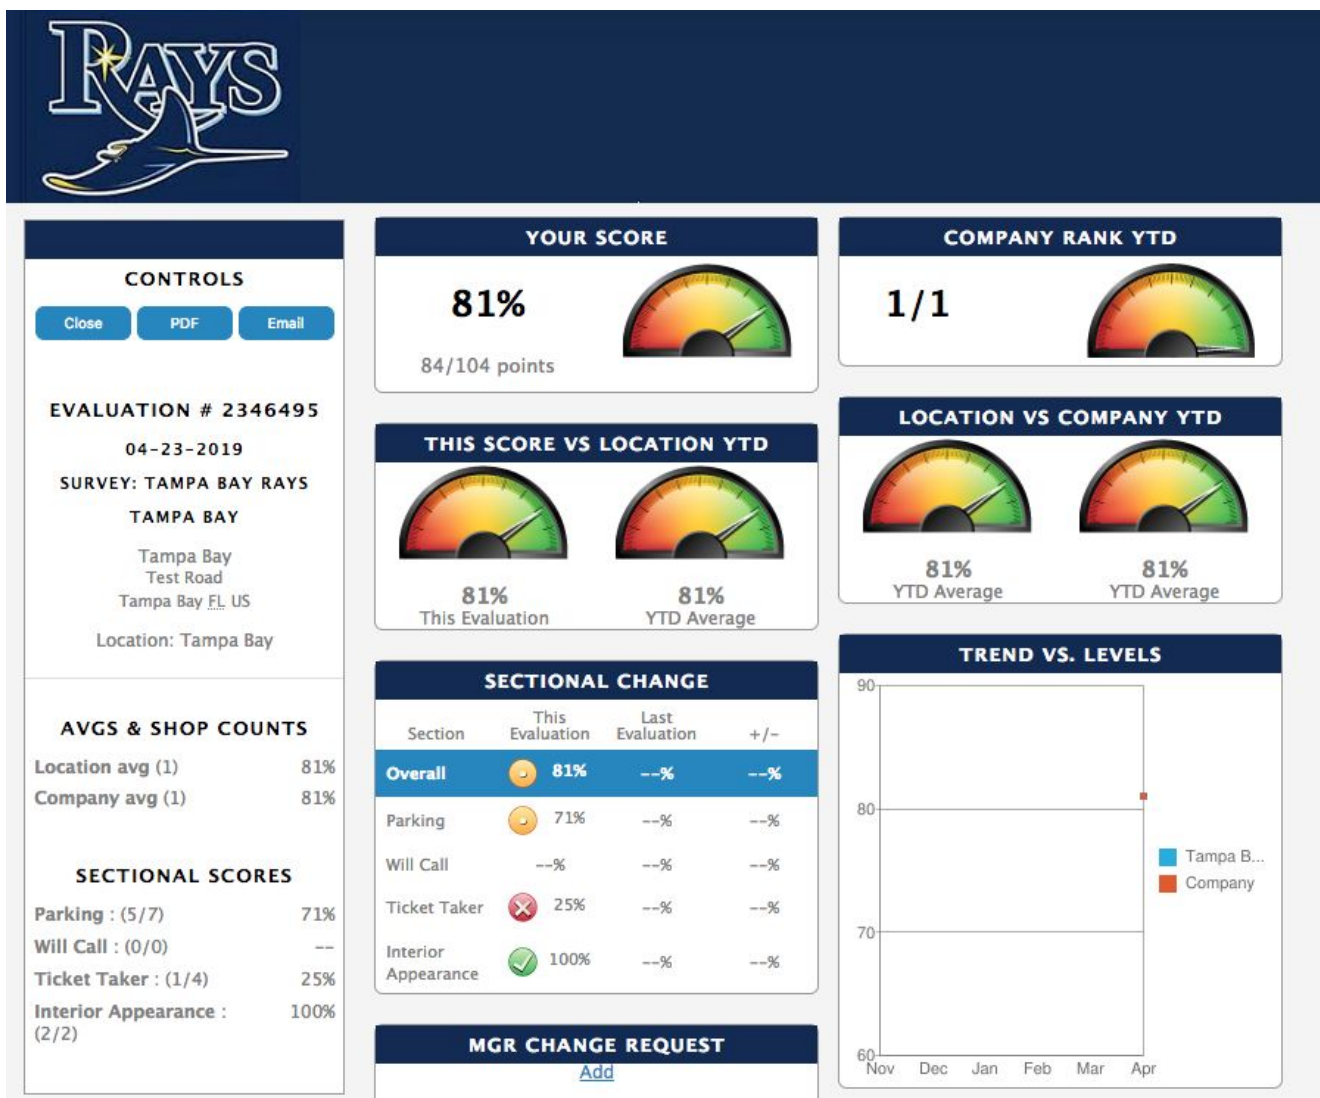 RAYS
CONTROLS
Close PDF Email
EVALUATION # 2346495
04-23-2019
SURVEY: TAMPA BAY RAYS
TAMPA BAY
Tampa Bay
Test Road
Tampa Bay FL US
Location: Tampa Bay
AVGS & SHOP COUNTS
Location avg (1) 81%
Company avg (1) 81%
SECTIONAL SCORES
Parking : (5/7) 71%
Will Call : (0/0) --
Ticket Taker : (1/4) 25%
Interior Appearance : 100%
(2/2)
YOUR SCORE
81%
84/104 points
THIS SCORE VS LOCATION YTD
81% 81%
This Evaluation YTD Average
SECTIONAL CHANGE
This Last
Section Evaluation Evaluation +/-
Overall 81% --% --%
Parking 71% --% --%
Will Call --% --% --%
Ticket Taker 25% --% --%
Interior
Appearance 100% --% --%
MGR CHANGE REQUEST
Add
COMPANY RANK YTD
1/1
LOCATION VS COMPANY YTD
81% 81%
YTD Average YTD Average
TREND VS. LEVELS
90
80
70
60
Nov Dec Jan Feb Mar Apr
Tampa B...
Company